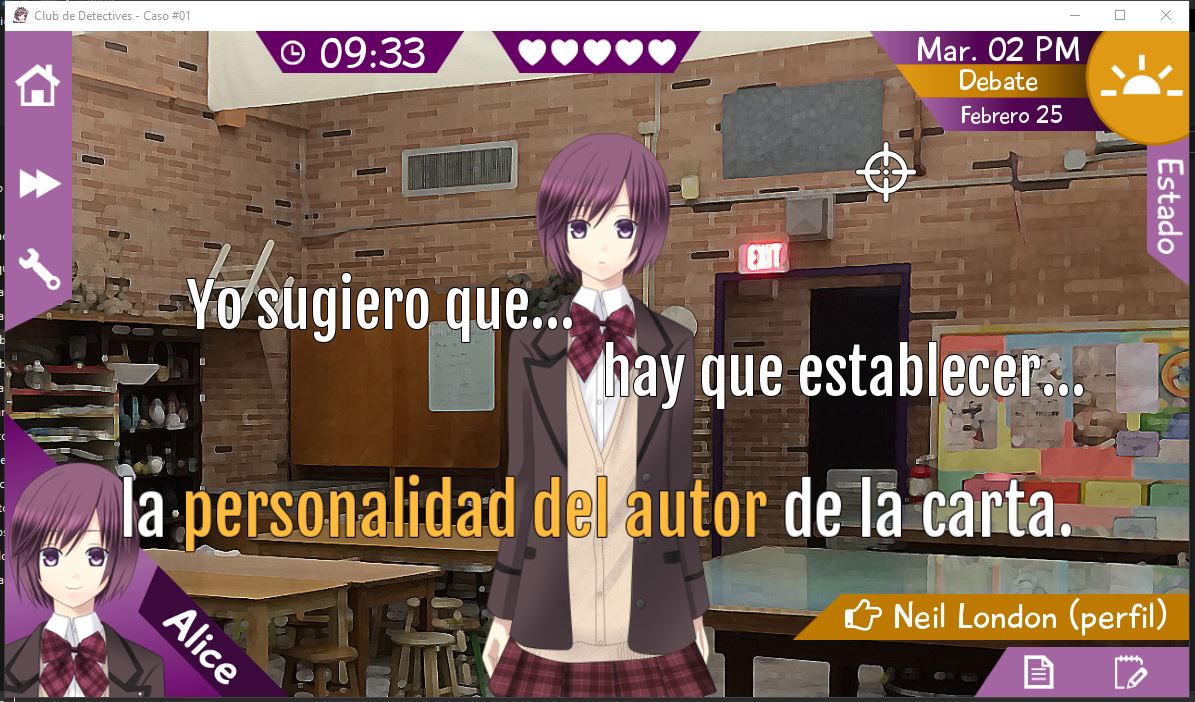 Club de Detectives - Caso #01
09:33
Mar. 02 PM
Debate
Febrero 25
Estado
EXIT
Yo sugiero que...
hay que establecer...
la personalidad del autor de la carta.
Alice
Neil London (perfil)